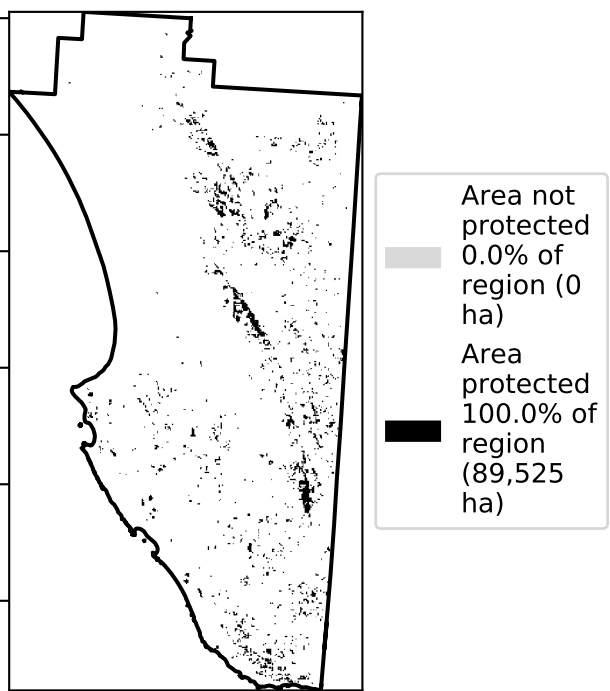 Area not
protected
0.0% of
region (0
ha)
Area
protected
100.0% of
region
(89,525
ha)